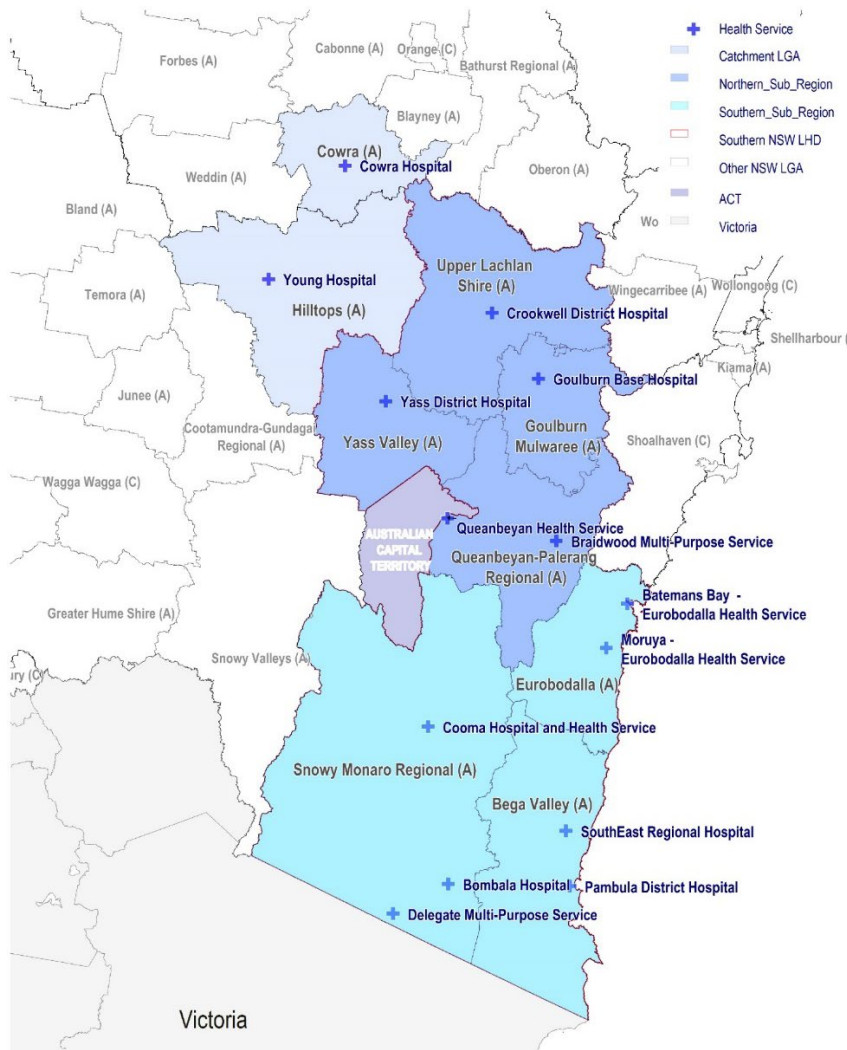 Health Service
Catchment LGA
Northern_Sub_Region
Southern_Sub_Region
Southern NSW LHD
Other NSW LGA
ACT
Victoria
Forbes (A)
Cabonne (A)
Orange (C)
Bathurst Regional (A)
Blayney (A)
Cowra (A)
Cowra Hospital
Weddin (A)
Oberon (A)
Bland (A)
Wo
Young Hospital
Upper Lachlan
Shire (A)
Temora (A)
Hilltops (A)
Crookwell District Hospital
Wingecarribee (A)
Wollongong (C)
Shellharbour (
Kiama (A)
Junee (A)
Goulburn Base Hospital
Yass District Hospital
Cootamundra-Gundagai
Regional (A)
Yass Valley (A)
Goulburn
Mulwaree (A)
Shoalhaven (C)
Wagga Wagga (C)
AUSTRALIAN
CAPITAL
TERRITORY
Queanbeyan Health Service
Braidwood Multi-Purpose Service
Queanbeyan-Palerang
Regional (A)
Greater Hume Shire (A)
Batemans Bay -
Eurobodalla Health Service
Moruya -
Eurobodalla Health Service
Snowy Valleys (A)
ury (C)
Eurobodalla (A)
Cooma Hospital and Health Service
Snowy Monaro Regional (A)
Bega Valley (A)
SouthEast Regional Hospital
Bombala Hospital
Pambula District Hospital
Delegate Multi-Purpose Service
Victoria